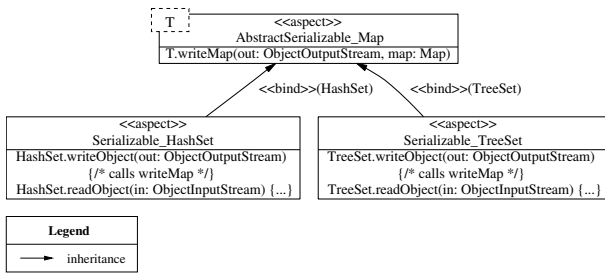 T
<<aspect>>
AbstractSerializable_Map
T.writeMap(out: ObjectOutputStream, map: Map)
<<bind>>(HashSet)
<<bind>>(TreeSet)
<<aspect>>
Serializable_HashSet
HashSet.writeObject(out: ObjectOutputStream)
{/* calls writeMap */}
HashSet.readObject(in: ObjectInputStream) {...}
<<aspect>>
Serializable_TreeSet
TreeSet.writeObject(out: ObjectOutputStream)
{/* calls writeMap */}
TreeSet.readObject(in: ObjectInputStream) {...}
Legend
inheritance